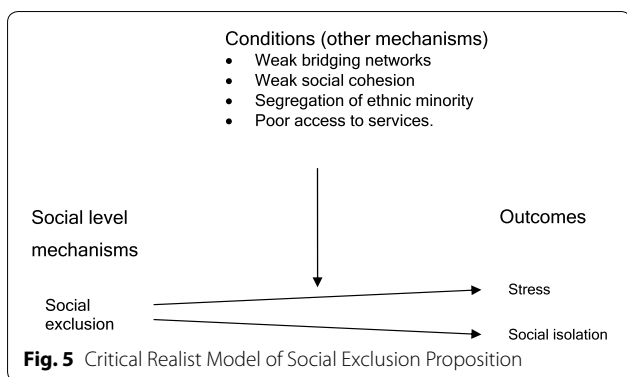 Conditions (other mechanisms)
• Weak bridging networks
• Weak social cohesion
• Segregation of ethnic minority
• Poor access to services.
Social level
mechanisms
Outcomes
Social
exclusion
Stress
Social isolation
Fig. 5 Critical Realist Model of Social Exclusion Proposition